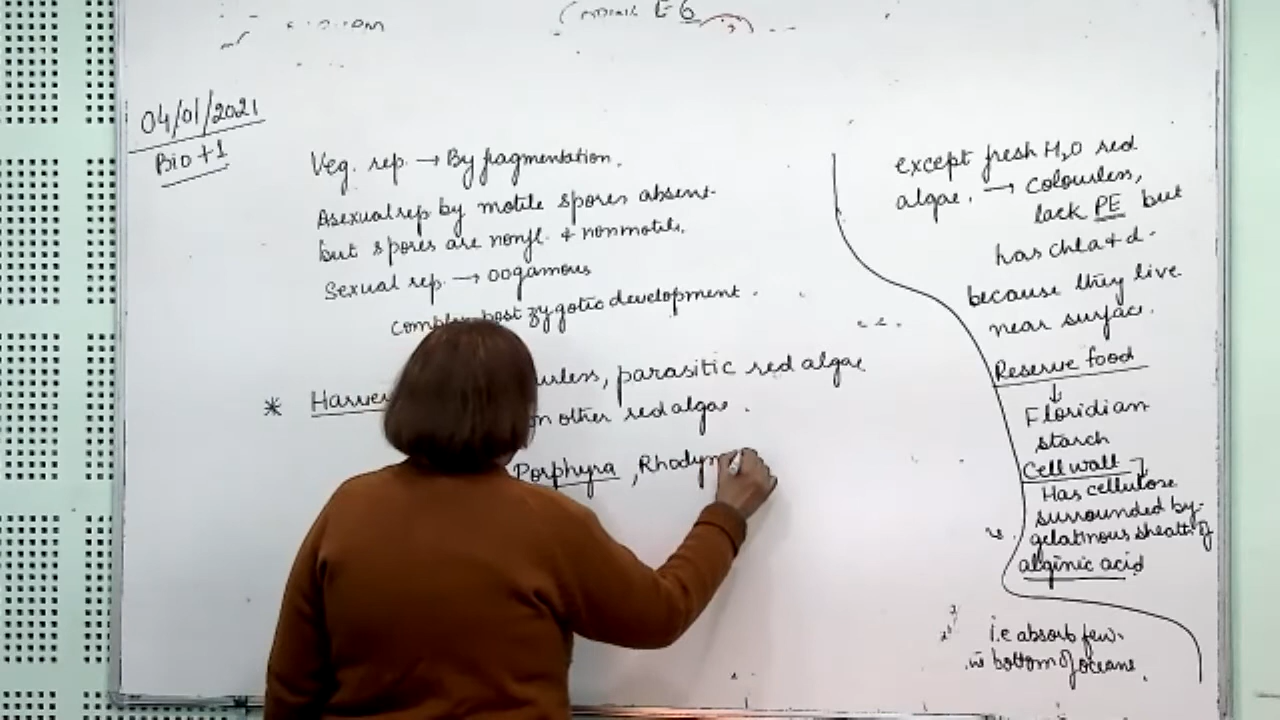 E6
04/01/2021
Bio +1
Veg. rep. → By fragmentation.
Asexual rep by motile spores absent
but spores are nonfl. + nonmotile.
Sexual rep. → oogamous
post zygotic development.
* parasitic red algae
on other red algae.
Porphyra, Rhodym
except fresh H2O red
algae. → Colourless,
lack PE but
has chl a + d.
because they live
near surface.
Reserve food
↓
Floridian
starch
Cell wall
Has cellulose
surrounded by
gelatinous sheath of
alginic acid
i.e absorb few
bottom of oceans.